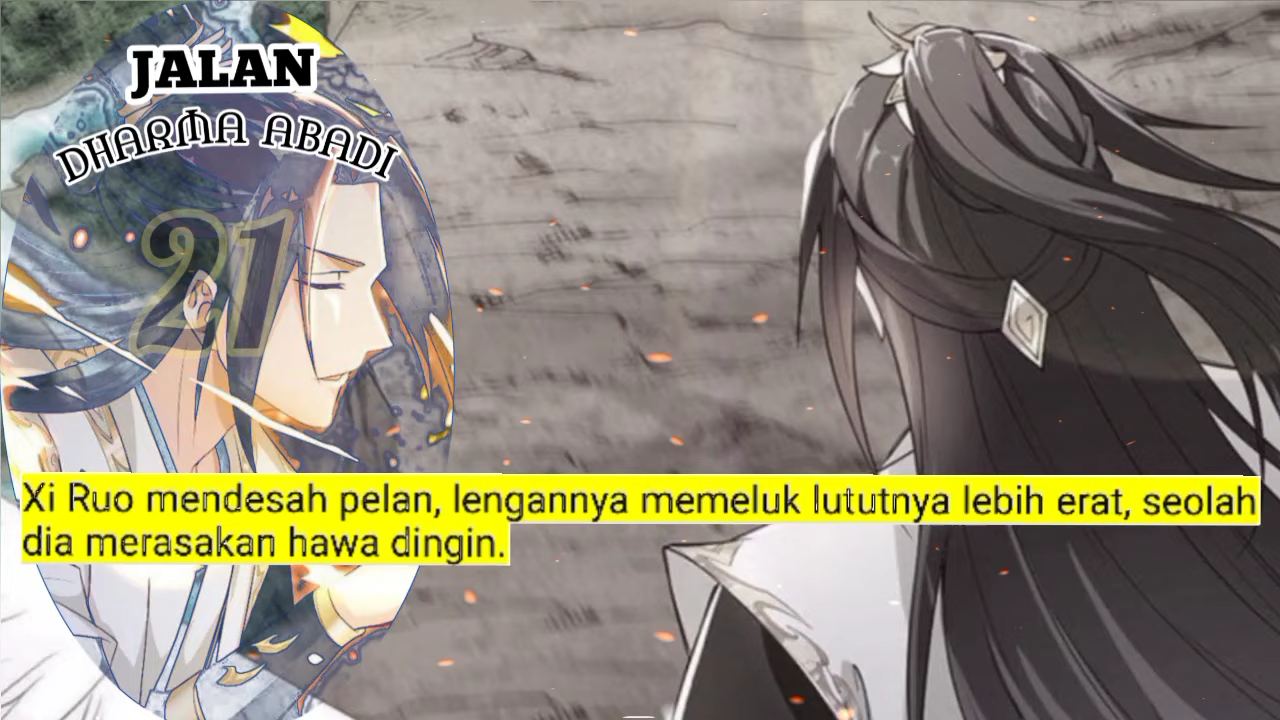 JALAN
DHARMA ABADI
21
Xi Ruo mendesah pelan, lengannya memeluk lututnya lebih erat, seolah
dia merasakan hawa dingin.